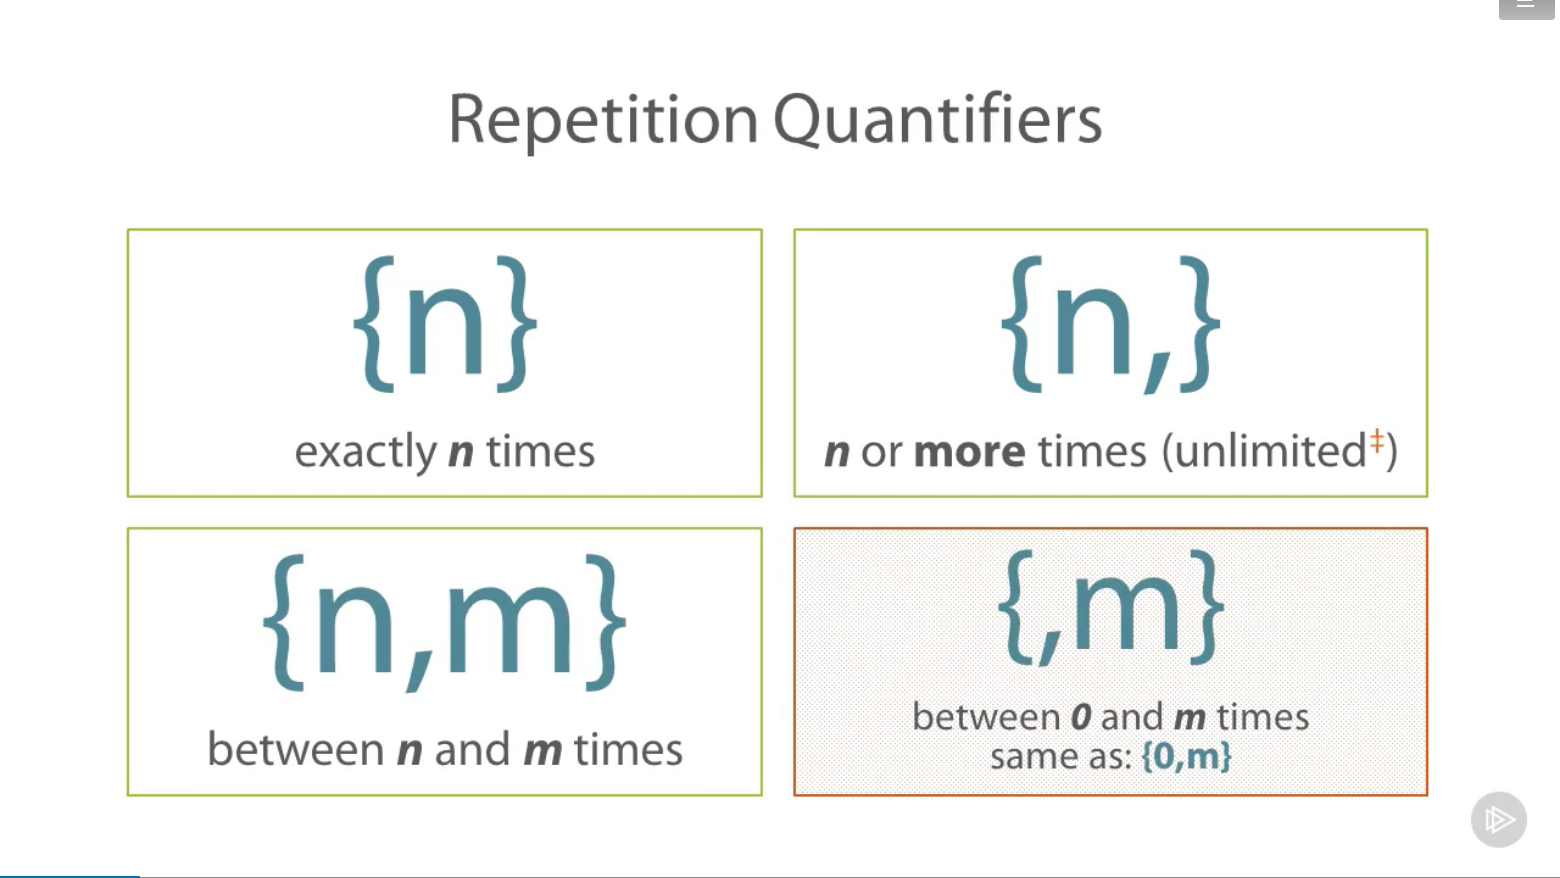 Repetition Quantifiers
{n}
exactly n times
{n,}
n or more times (unlimited‡)
{n,m}
between n and m times
{,m}
between 0 and m times
same as: {0,m}